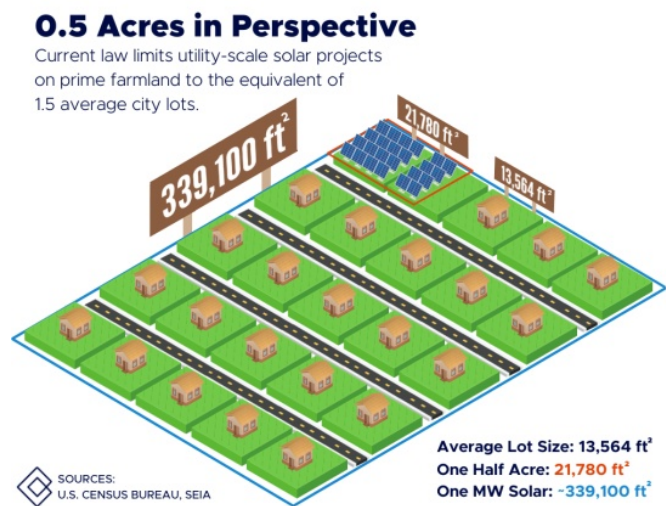 0.5 Acres in Perspective
Current law limits utility-scale solar projects
on prime farmland to the equivalent of
1.5 average city lots.
339,100 ft²
21,780 ft²
13,564 ft²
Average Lot Size: 13,564 ft²
One Half Acre: 21,780 ft²
One MW Solar: ~339,100 ft²
SOURCES:
U.S. CENSUS BUREAU, SEIA